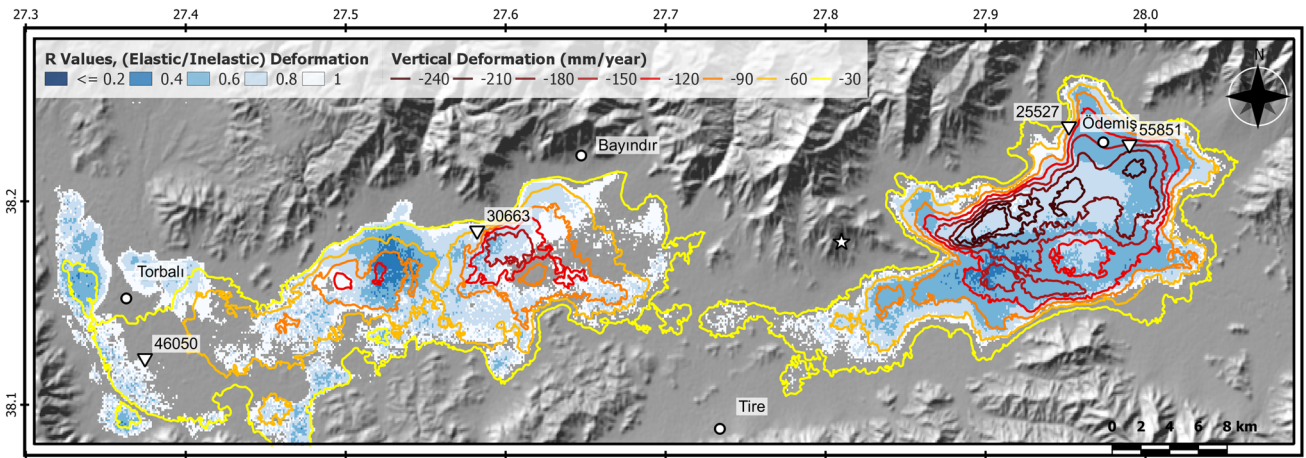 27.3 27.4 27.5 27.6 27.7 27.8 27.9 28.0
R Values, (Elastic/Inelastic) Deformation
<= 0.2 0.4 0.6 0.8 1
Vertical Deformation (mm/year)
-240 -210 -180 -150 -120 -90 -60 -30
N
25527
Ödemiş
55851
Bayındır
38.2
30663
Torbalı
46050
38.1
Tire
0 2 4 6 8 km